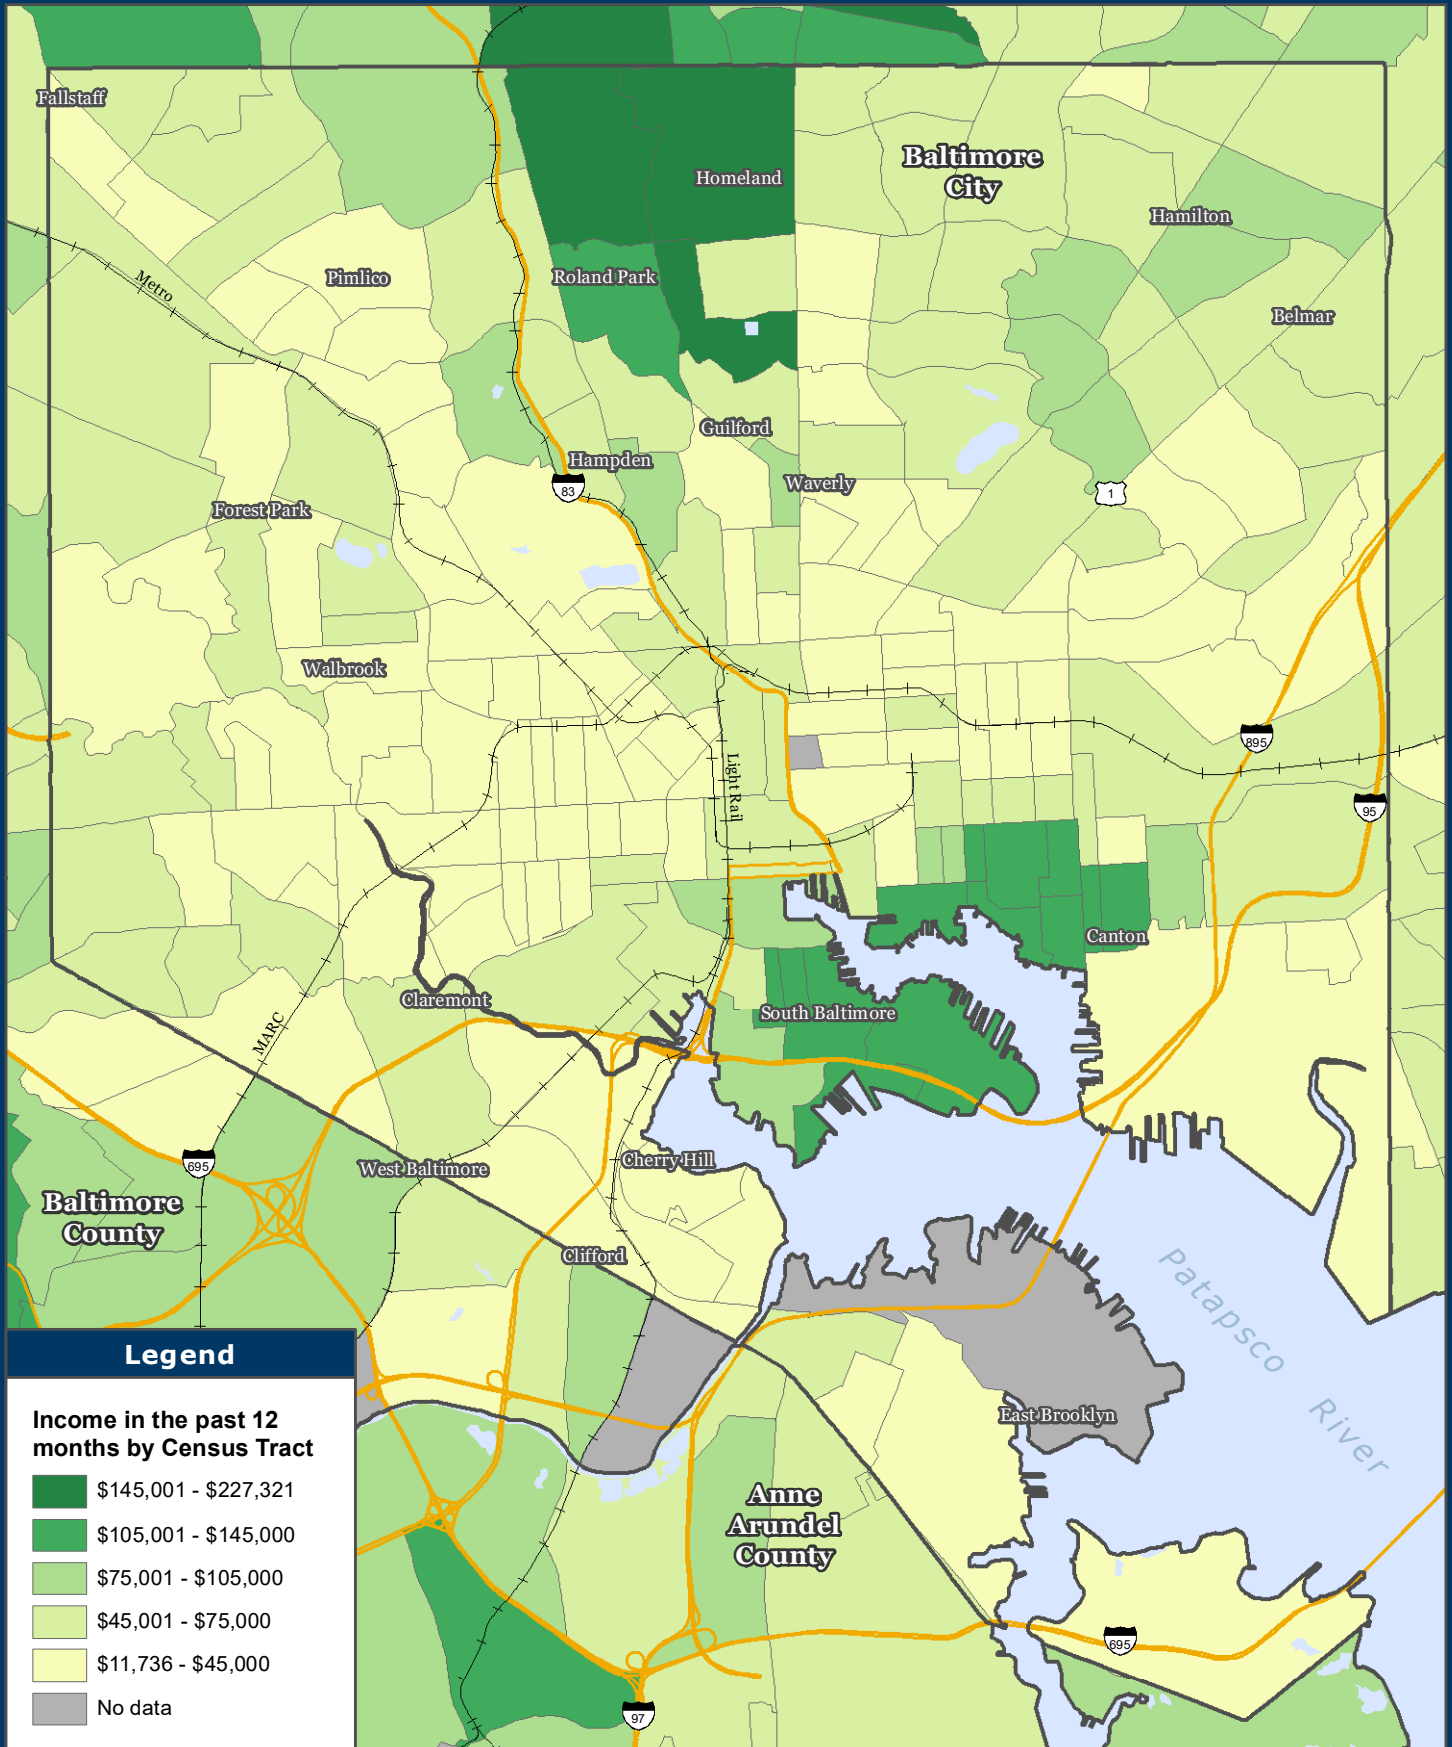 Fallstaff
Baltimore
City
Homeland
Hamilton
Pimlico
Roland Park
Metro
Belmar
Guilford
Hampden
83
Waverly
1
Forest Park
Walbrook
895
Light Rail
95
Canton
Claremont
South Baltimore
MARC
695
West Baltimore
Cherry Hill
Baltimore
County
Clifford
Patapsco
River
East Brooklyn
Anne
Arundel
County
695
97
Legend
Income in the past 12
months by Census Tract
$145,001 - $227,321
$105,001 - $145,000
$75,001 - $105,000
$45,001 - $75,000
$11,736 - $45,000
No data